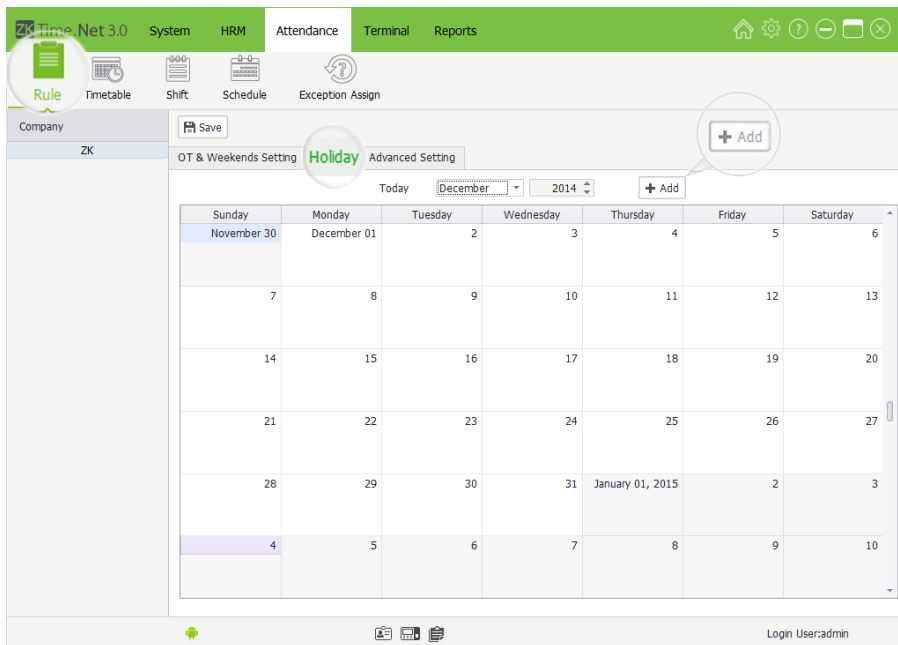 ZKTime.Net 3.0 System HRM Attendance Terminal Reports
Rule Timetable Shift Schedule Exception Assign
Company
ZK
Save
+ Add
OT & Weekends Setting Holiday Advanced Setting
Today December 2014 + Add
Sunday Monday Tuesday Wednesday Thursday Friday Saturday
November 30 December 01 2 3 4 5 6
7 8 9 10 11 12 13
14 15 16 17 18 19 20
21 22 23 24 25 26 27
28 29 30 31 January 01, 2015 2 3
4 5 6 7 8 9 10
Login User:admin